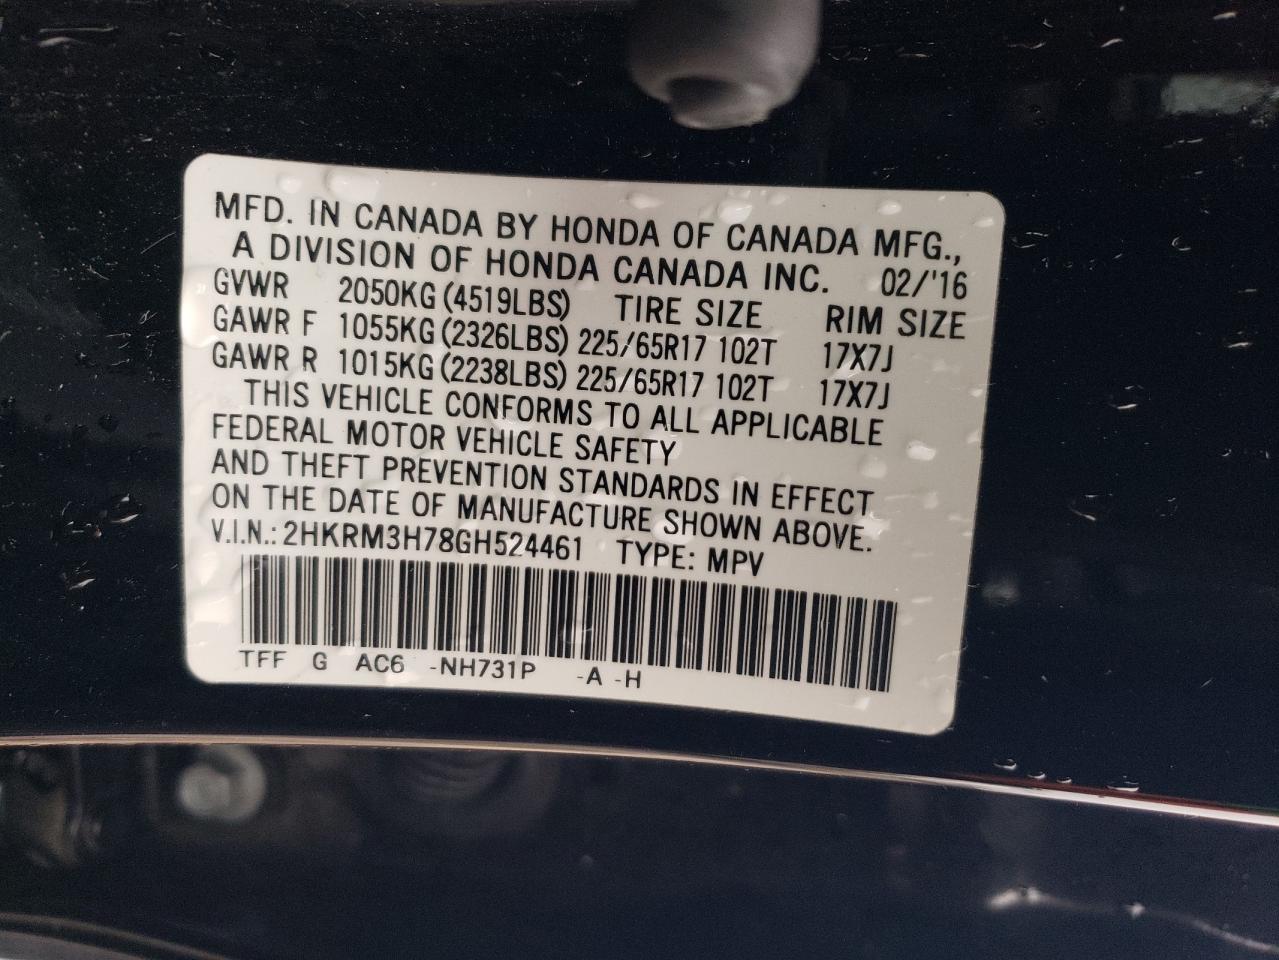 MFD. IN CANADA BY HONDA OF CANADA MFG.,
A DIVISION OF HONDA CANADA INC. 02/'16
GVWR 2050KG (4519LBS) TIRE SIZE RIM SIZE
GAWR F 1055KG (2326LBS) 225/65R17 102T 17X7J
GAWR R 1015KG (2238LBS) 225/65R17 102T 17X7J
THIS VEHICLE CONFORMS TO ALL APPLICABLE
FEDERAL MOTOR VEHICLE SAFETY
AND THEFT PREVENTION STANDARDS IN EFFECT
ON THE DATE OF MANUFACTURE SHOWN ABOVE.
V.I.N.: 2HKRM3H78GH524461 TYPE: MPV
TFF G AC6 -NH731P -A -H